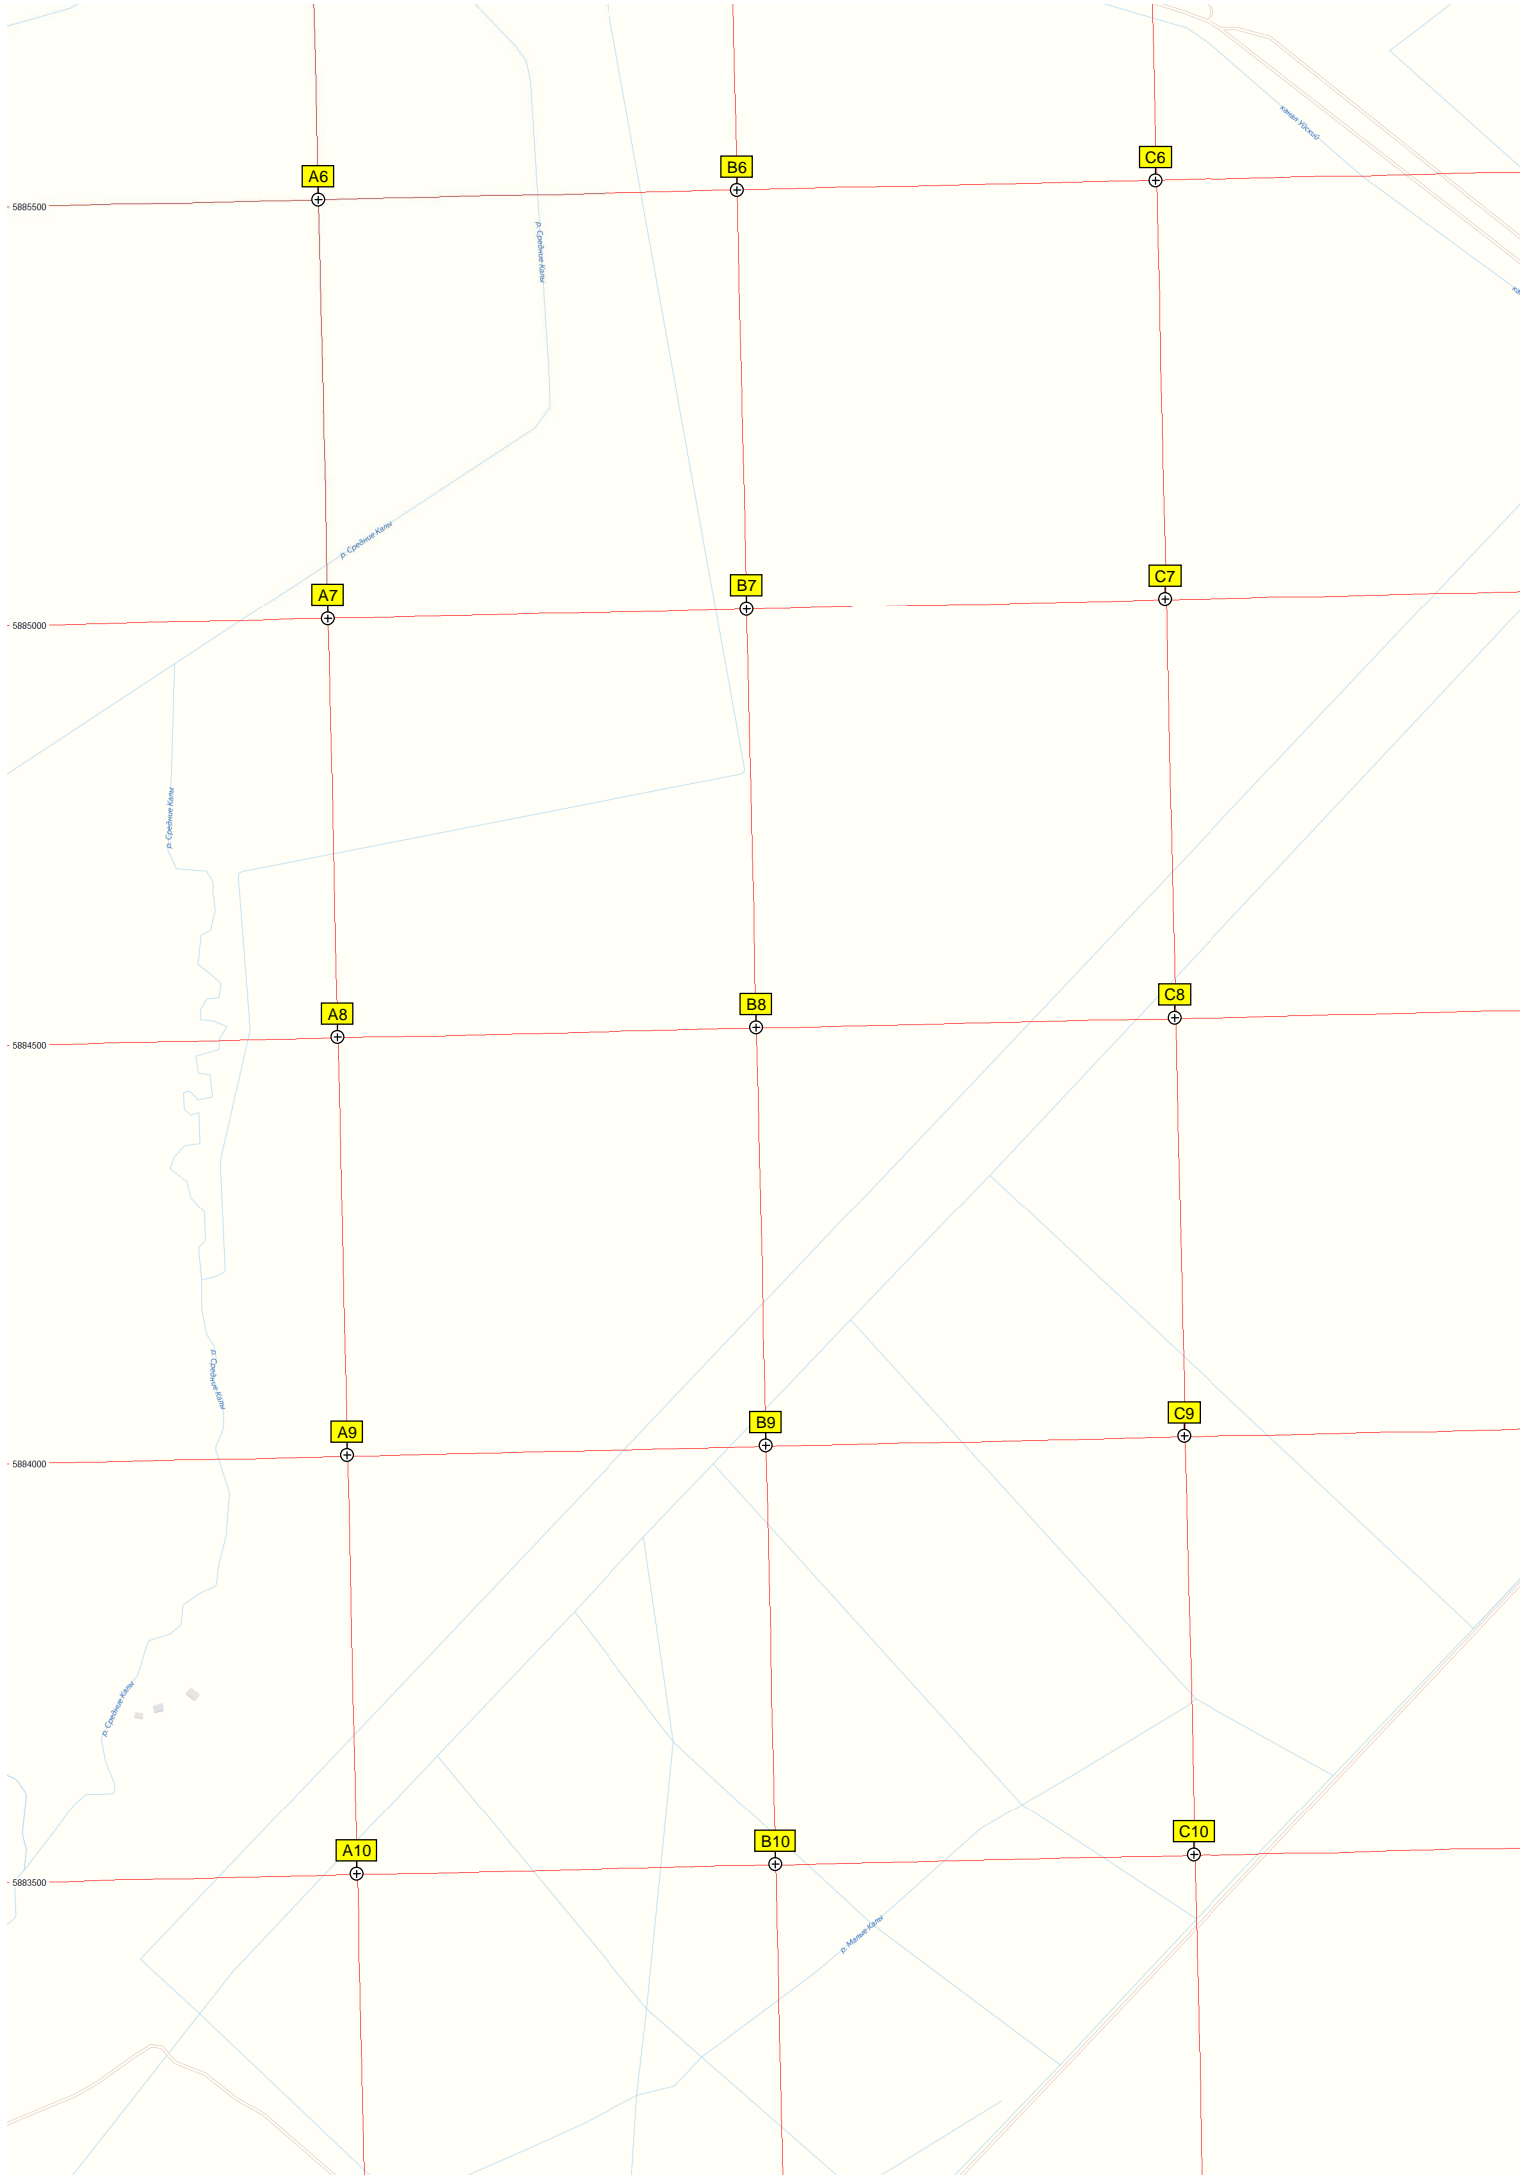 канал Уйский
C6
B6
A6
5885500
р. Средние Калы
ка
р. Средние Калы
C7
B7
A7
5885000
р. Средние Калы
C8
B8
A8
5884500
р. Средние Калы
C9
B9
A9
5884000
р. Средние Калы
C10
B10
A10
5883500
р. Малые Калы